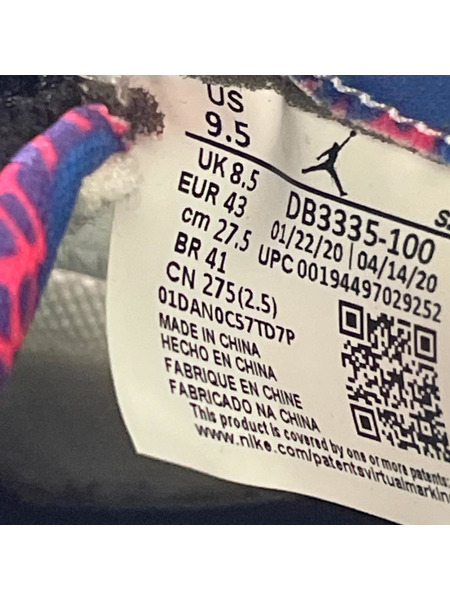 US
9.5
UK 8.5
EUR 43
cm 27.5
BR 41
CN 275(2.5)
01DAN0C57TD7P
MADE IN CHINA
HECHO EN CHINA
FABRIQUE EN CHINE
FABRICADO NA CHINA
This product is covered by one or more patents:
www.nike.com/patentsvirtualmarkin
DB3335-100
01/22/20 | 04/14/20
UPC 00194497029252